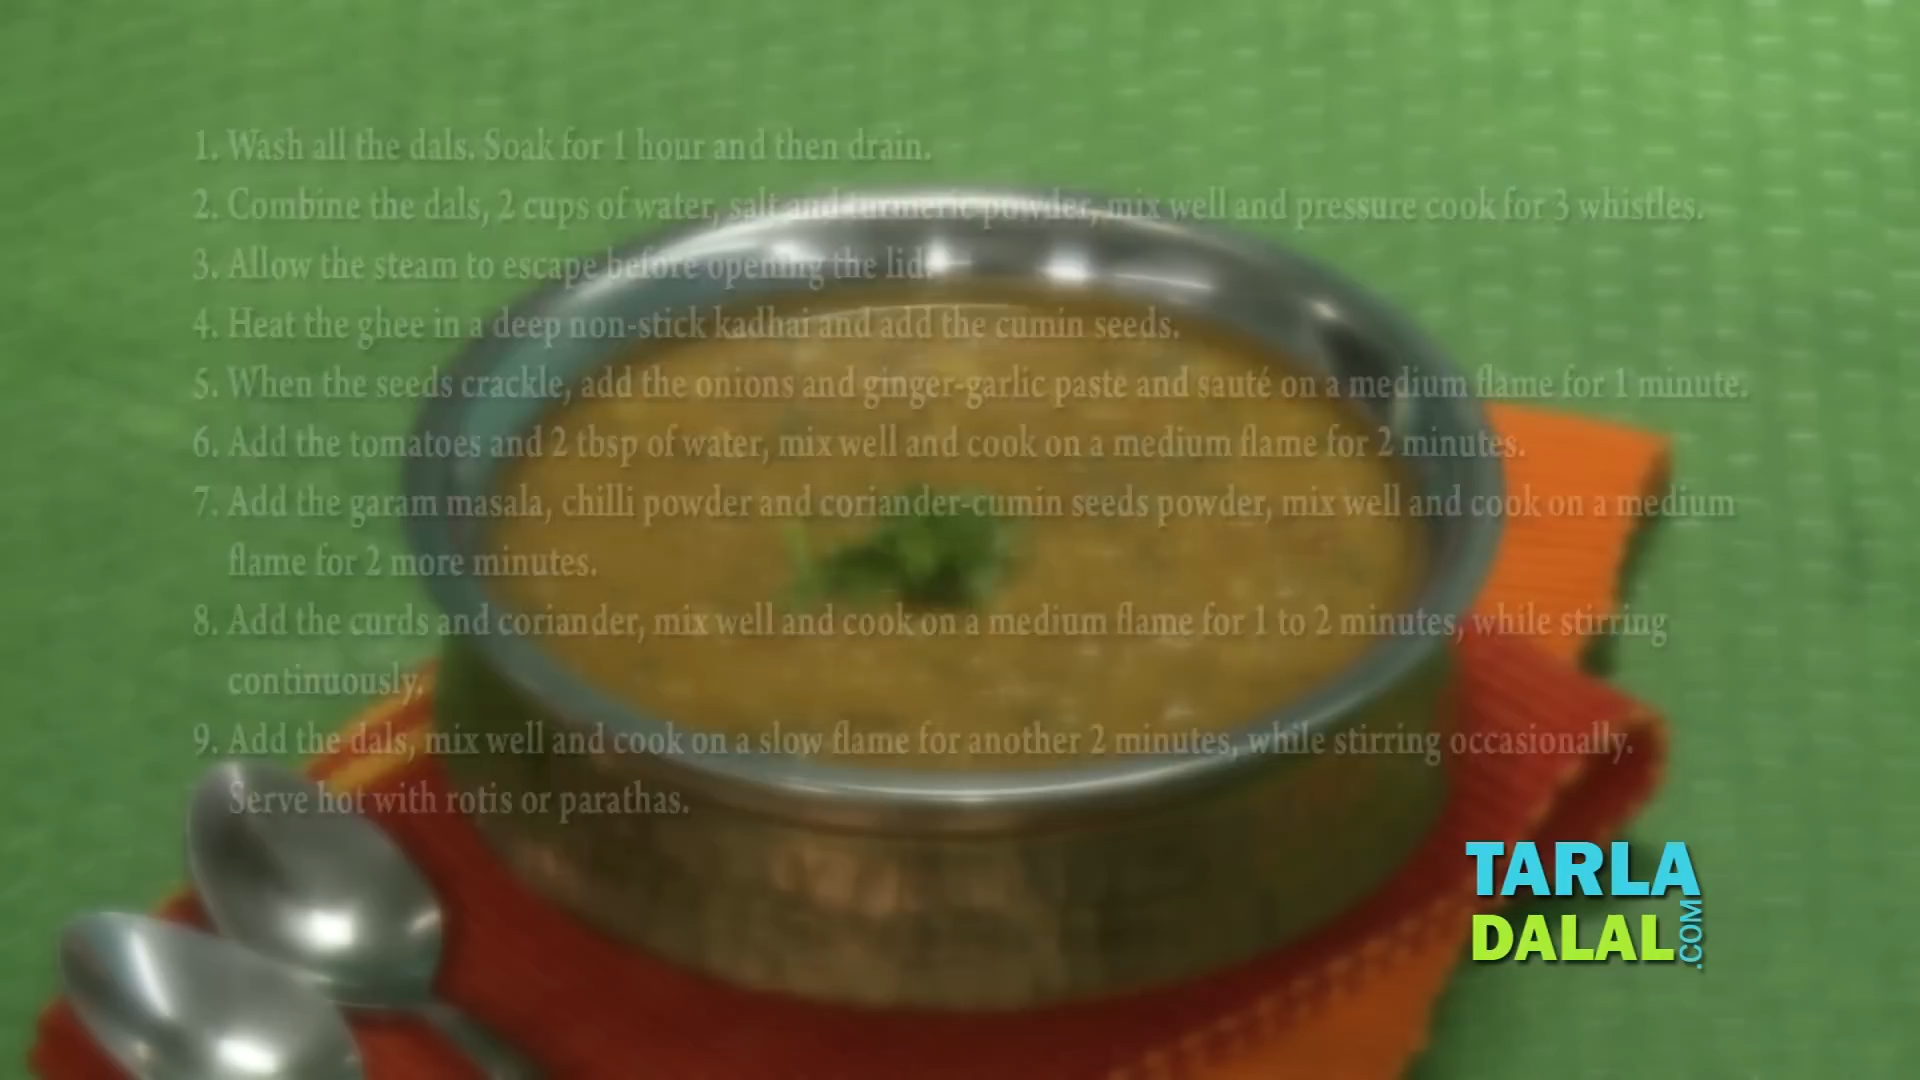 1. Wash all the dals. Soak for 1 hour and then drain.
2. Combine the dals, 2 cups of water, salt and turmeric powder, mix well and pressure cook for 3 whistles.
3. Allow the steam to escape before opening the lid.
4. Heat the ghee in a deep non-stick kadhai and add the cumin seeds.
5. When the seeds crackle, add the onions and ginger-garlic paste and sauté on a medium flame for 1 minute.
6. Add the tomatoes and 2 tbsp of water, mix well and cook on a medium flame for 2 minutes.
7. Add the garam masala, chilli powder and coriander-cumin seeds powder, mix well and cook on a medium
flame for 2 more minutes.
8. Add the curds and coriander, mix well and cook on a medium flame for 1 to 2 minutes, while stirring
continuously.
9. Add the dals, mix well and cook on a slow flame for another 2 minutes, while stirring occasionally.
Serve hot with rotis or parathas.
TARLA
DALAL
.COM